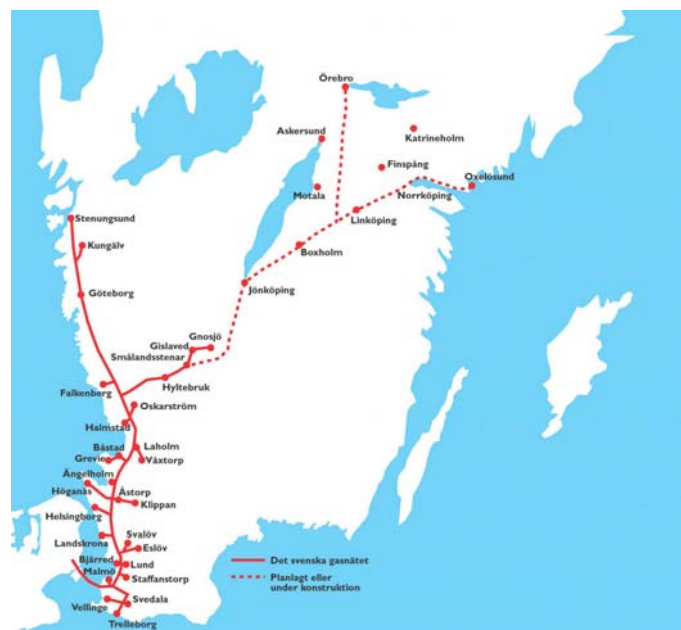 Örebro
Askersund
Katrineholm
Finspång
Oxelösund
Motala
Norrköping
Linköping
Stenungsund
Kungälv
Boxholm
Göteborg
Jönköping
Gnosjö
Gislaved
Smålandsstenar
Hyltebruk
Falkenberg
Oskarström
Halmstad
Båstad
Laholm
Grevie
Våxtorp
Ängelholm
Höganäs
Åstorp
Klippan
Helsingborg
Svalöv
Landskrona
Eslöv
Bjärred
Lund
Malmö
Staffanstorp
Vellinge
Svedala
Trelleborg
Det svenska gasnätet
Planlagt eller
under konstruktion